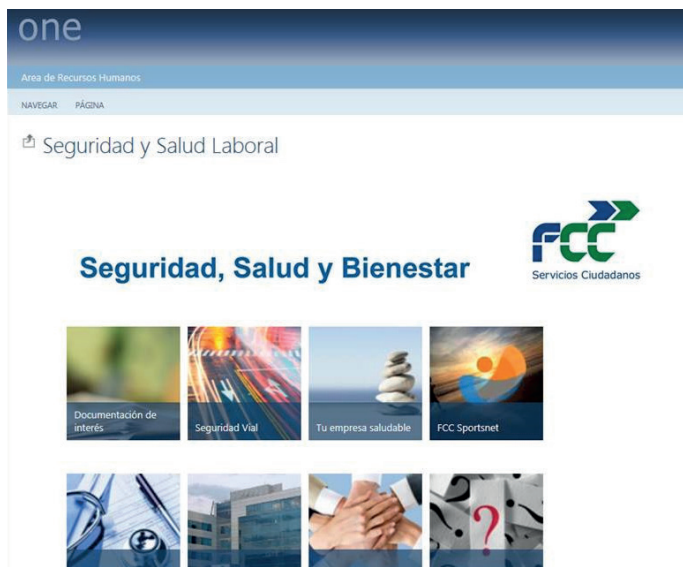 one
Area de Recursos Humanos
NAVEGAR PÁGINA
Seguridad y Salud Laboral
FCC
Servicios Ciudadanos
Seguridad, Salud y Bienestar
Documentación de
interés
Seguridad Vial
Tu empresa saludable
FCC Sportsnet
?